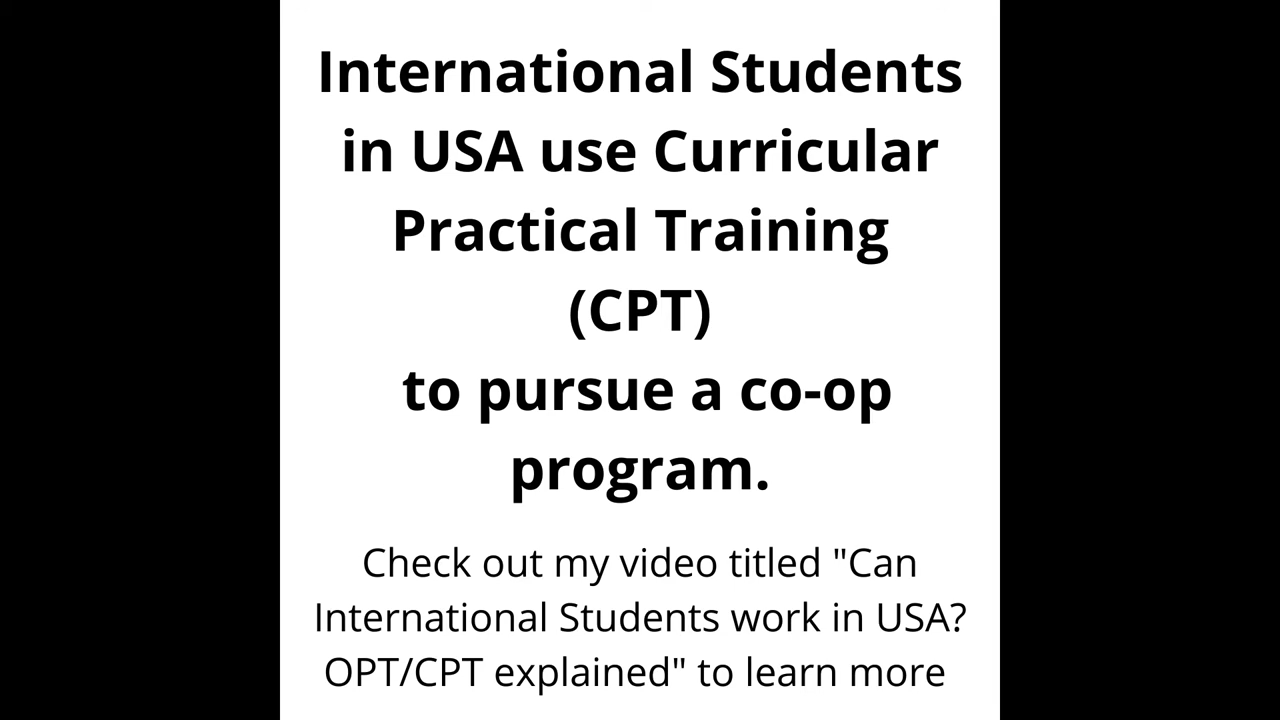 International Students
in USA use Curricular
Practical Training
(CPT)
to pursue a co-op
program.
Check out my video titled "Can
International Students work in USA?
OPT/CPT explained" to learn more